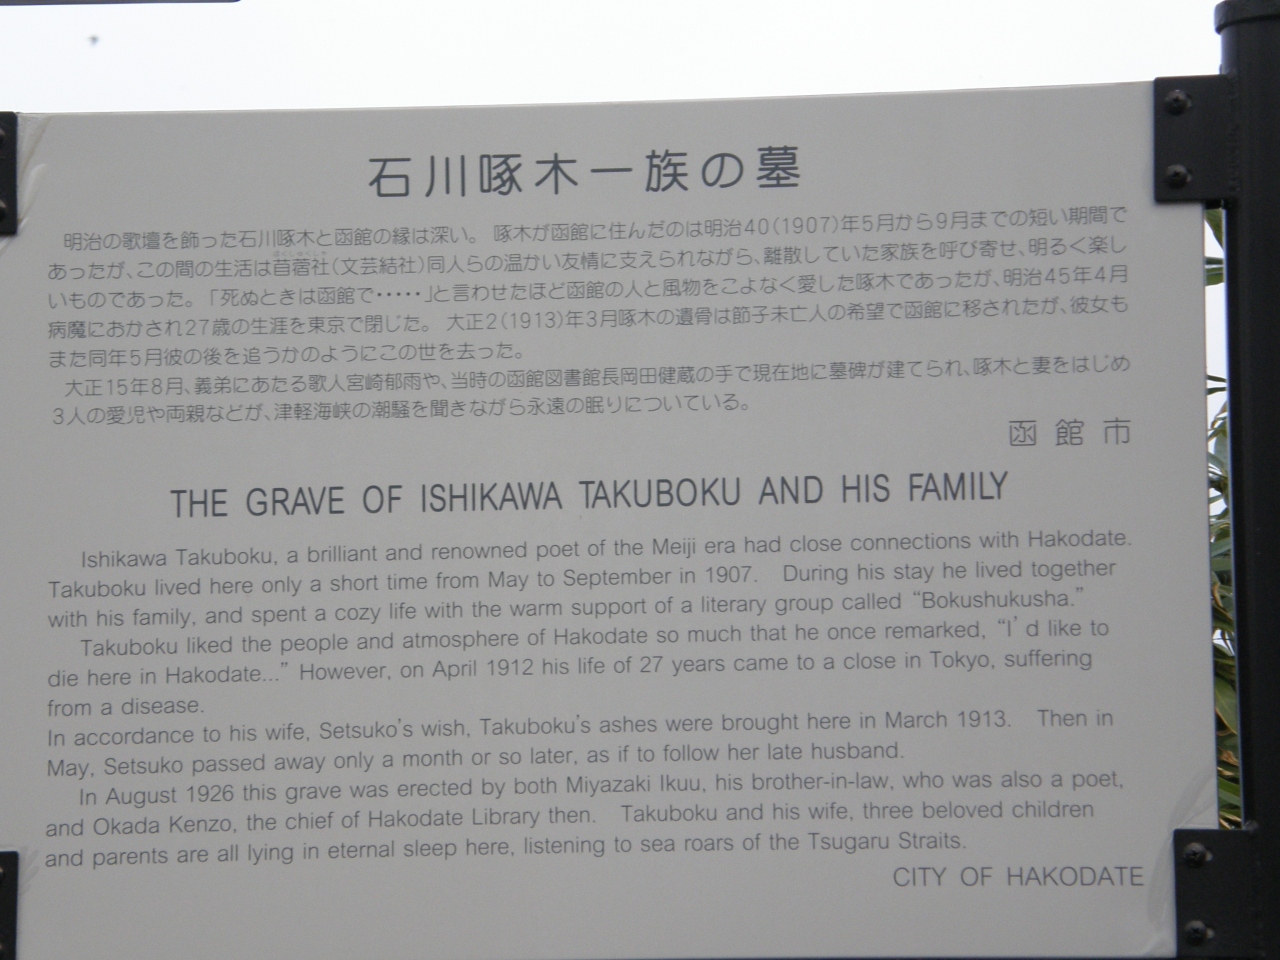 石川啄木一族の墓
明治の歌壇を飾った石川啄木と函館の縁は深い。 啄木が函館に住んだのは明治40(1907)年5月から9月までの短い期間で
あったが、この間の生活は苜蓿社(文芸結社)同人らの温かい友情に支えられながら、離散していた家族を呼び寄せ、明るく楽し
いものであった。「死ぬときは函館で・・・・・」と言わせたほど函館の人と風物をこよなく愛した啄木であったが、明治45年4月
病魔におかされ27歳の生涯を東京で閉じた。 大正2(1913)年3月啄木の遺骨は節子未亡人の希望で函館に移されたが、彼女も
また同年5月彼の後を追うかのようにこの世を去った。
大正15年8月、義弟にあたる歌人宮崎郁雨や、当時の函館図書館長岡田健蔵の手で現在地に墓碑が建てられ、啄木と妻をはじめ
3人の愛児や両親などが、津軽海峡の潮騒を聞きながら永遠の眠りについている。
函館市
THE GRAVE OF ISHIKAWA TAKUBOKU AND HIS FAMILY
Ishikawa Takuboku, a brilliant and renowned poet of the Meiji era had close connections with Hakodate.
Takuboku lived here only a short time from May to September in 1907. During his stay he lived together
with his family, and spent a cozy life with the warm support of a literary group called “Bokushukusha.”
Takuboku liked the people and atmosphere of Hakodate so much that he once remarked, “I’d like to
die here in Hakodate...” However, on April 1912 his life of 27 years came to a close in Tokyo, suffering
from a disease.
In accordance to his wife, Setsuko’s wish, Takuboku’s ashes were brought here in March 1913. Then in
May, Setsuko passed away only a month or so later, as if to follow her late husband.
In August 1926 this grave was erected by both Miyazaki Ikuu, his brother-in-law, who was also a poet,
and Okada Kenzo, the chief of Hakodate Library then. Takuboku and his wife, three beloved children
and parents are all lying in eternal sleep here, listening to sea roars of the Tsugaru Straits.
CITY OF HAKODATE